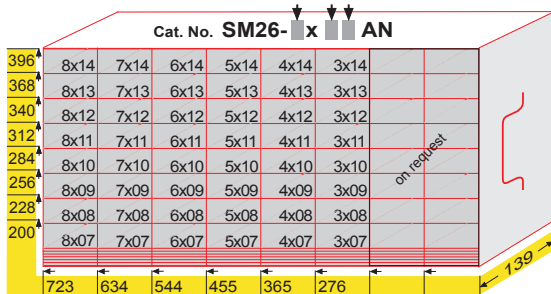 Cat. No. SM26- x AN
396 8x14 7x14 6x14 5x14 4x14 3x14
368 8x13 7x13 6x13 5x13 4x13 3x13
340 8x12 7x12 6x12 5x12 4x12 3x12
312 8x11 7x11 6x11 5x11 4x11 3x11
284 8x10 7x10 6x10 5x10 4x10 3x10
256 8x09 7x09 6x09 5x09 4x09 3x09
228 8x08 7x08 6x08 5x08 4x08 3x08
200 8x07 7x07 6x07 5x07 4x07 3x07
on request
723 634 544 455 365 276
139